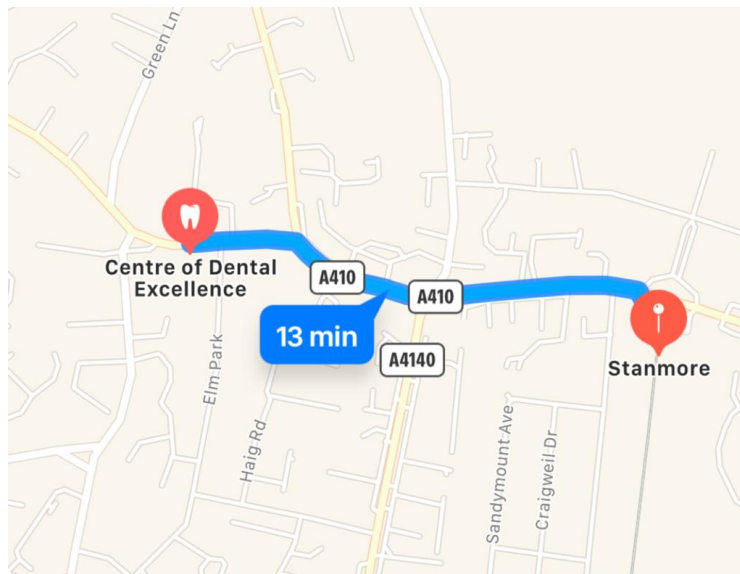 Green Ln
Centre of Dental
Excellence
A410
A410
13 min
A4140
Stanmore
Elm Park
Haig Rd
Sandymount Ave
Craigweil Dr